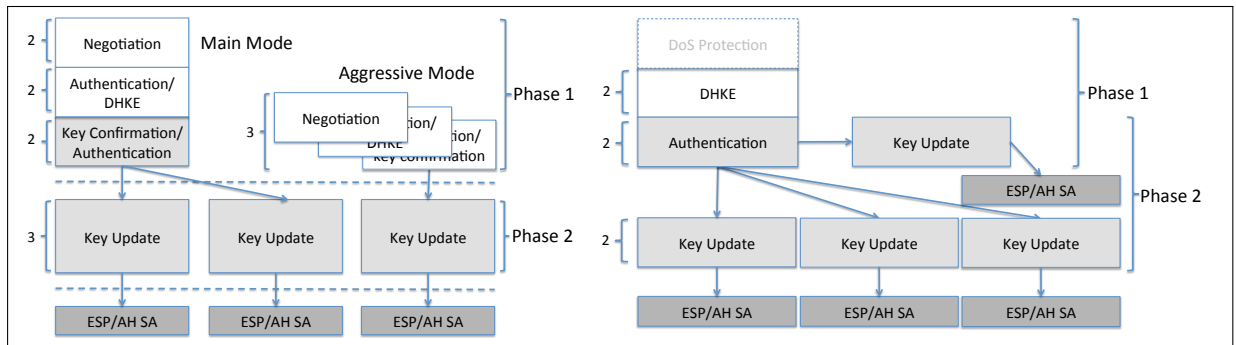 2
Negotiation
Main Mode
2
Authentication/
DHKE
2
Key Confirmation/
Authentication
Aggressive Mode
3
Negotiation
tion/
DHKE
tion/
key confirmation
Phase 1
3
Key Update
Key Update
Key Update
Phase 2
ESP/AH SA
ESP/AH SA
ESP/AH SA
DoS Protection
2
DHKE
2
Authentication
Key Update
Phase 1
ESP/AH SA
Phase 2
2
Key Update
Key Update
Key Update
ESP/AH SA
ESP/AH SA
ESP/AH SA